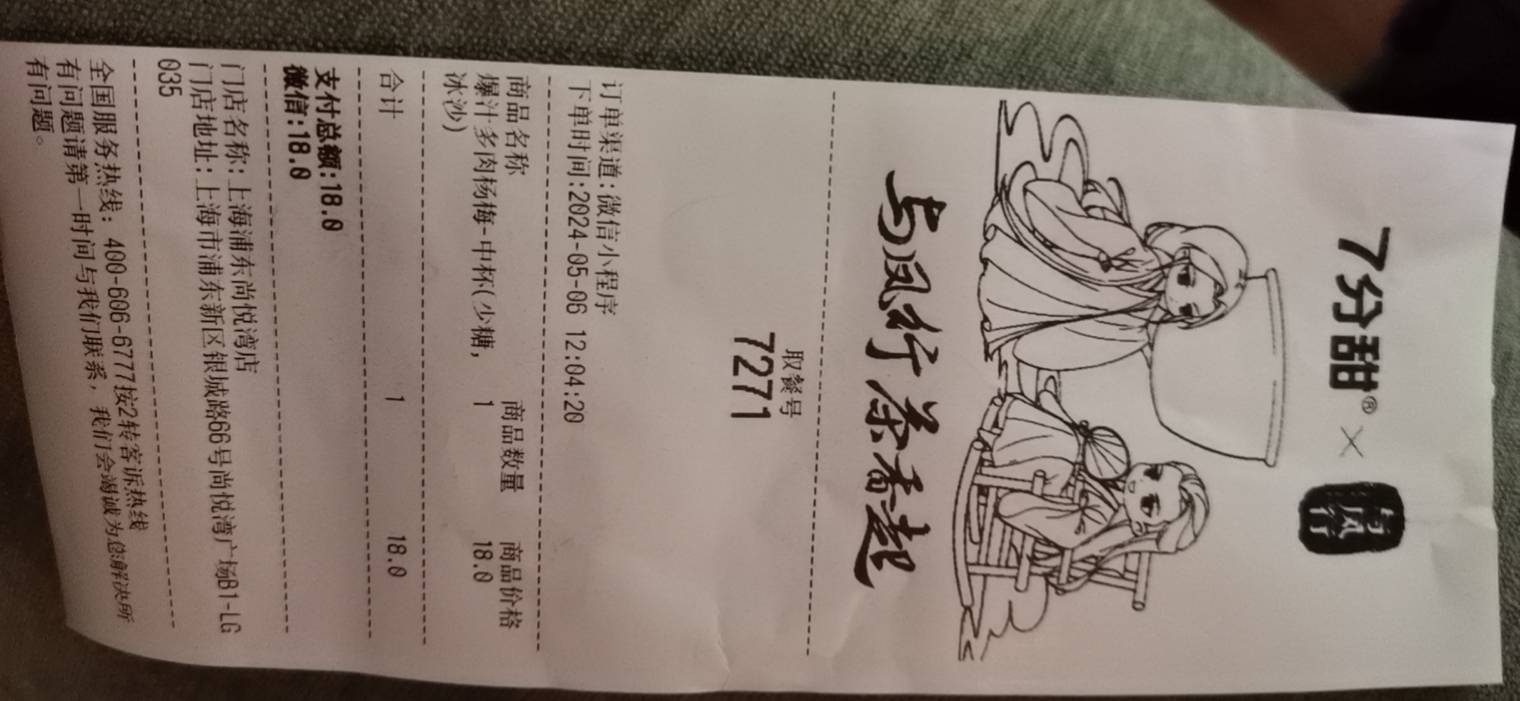 7分甜® × 与凤行
与凤行 茶香起
取餐号
7271
订单渠道:微信小程序
下单时间:2024-05-06 12:04:20
商品名称 商品数量 商品价格
爆汁多肉杨梅-中杯(少糖, 1 18.0
冰沙)
合计 1 18.0
支付总额:18.0
微信:18.0
门店名称:上海浦东尚悦湾店
门店地址:上海市浦东新区银城路66号尚悦湾广场B1-LG
035
全国服务热线: 400-606-6777按2转客诉热线
有问题请第一时间与我们联系, 我们会竭诚为您解决所
有问题。